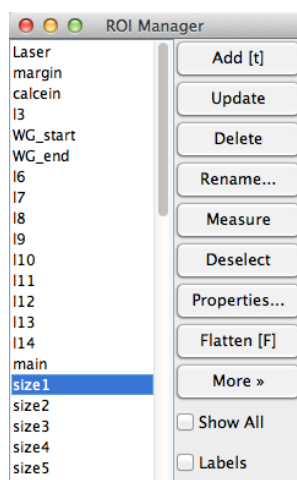 ROI Manager
Laser
margin
calcein
l3
WG_start
WG_end
l6
l7
l8
l9
l10
l11
l12
l13
l14
main
size1
size2
size3
size4
size5
Add [t]
Update
Delete
Rename...
Measure
Deselect
Properties...
Flatten [F]
More »
Show All
Labels